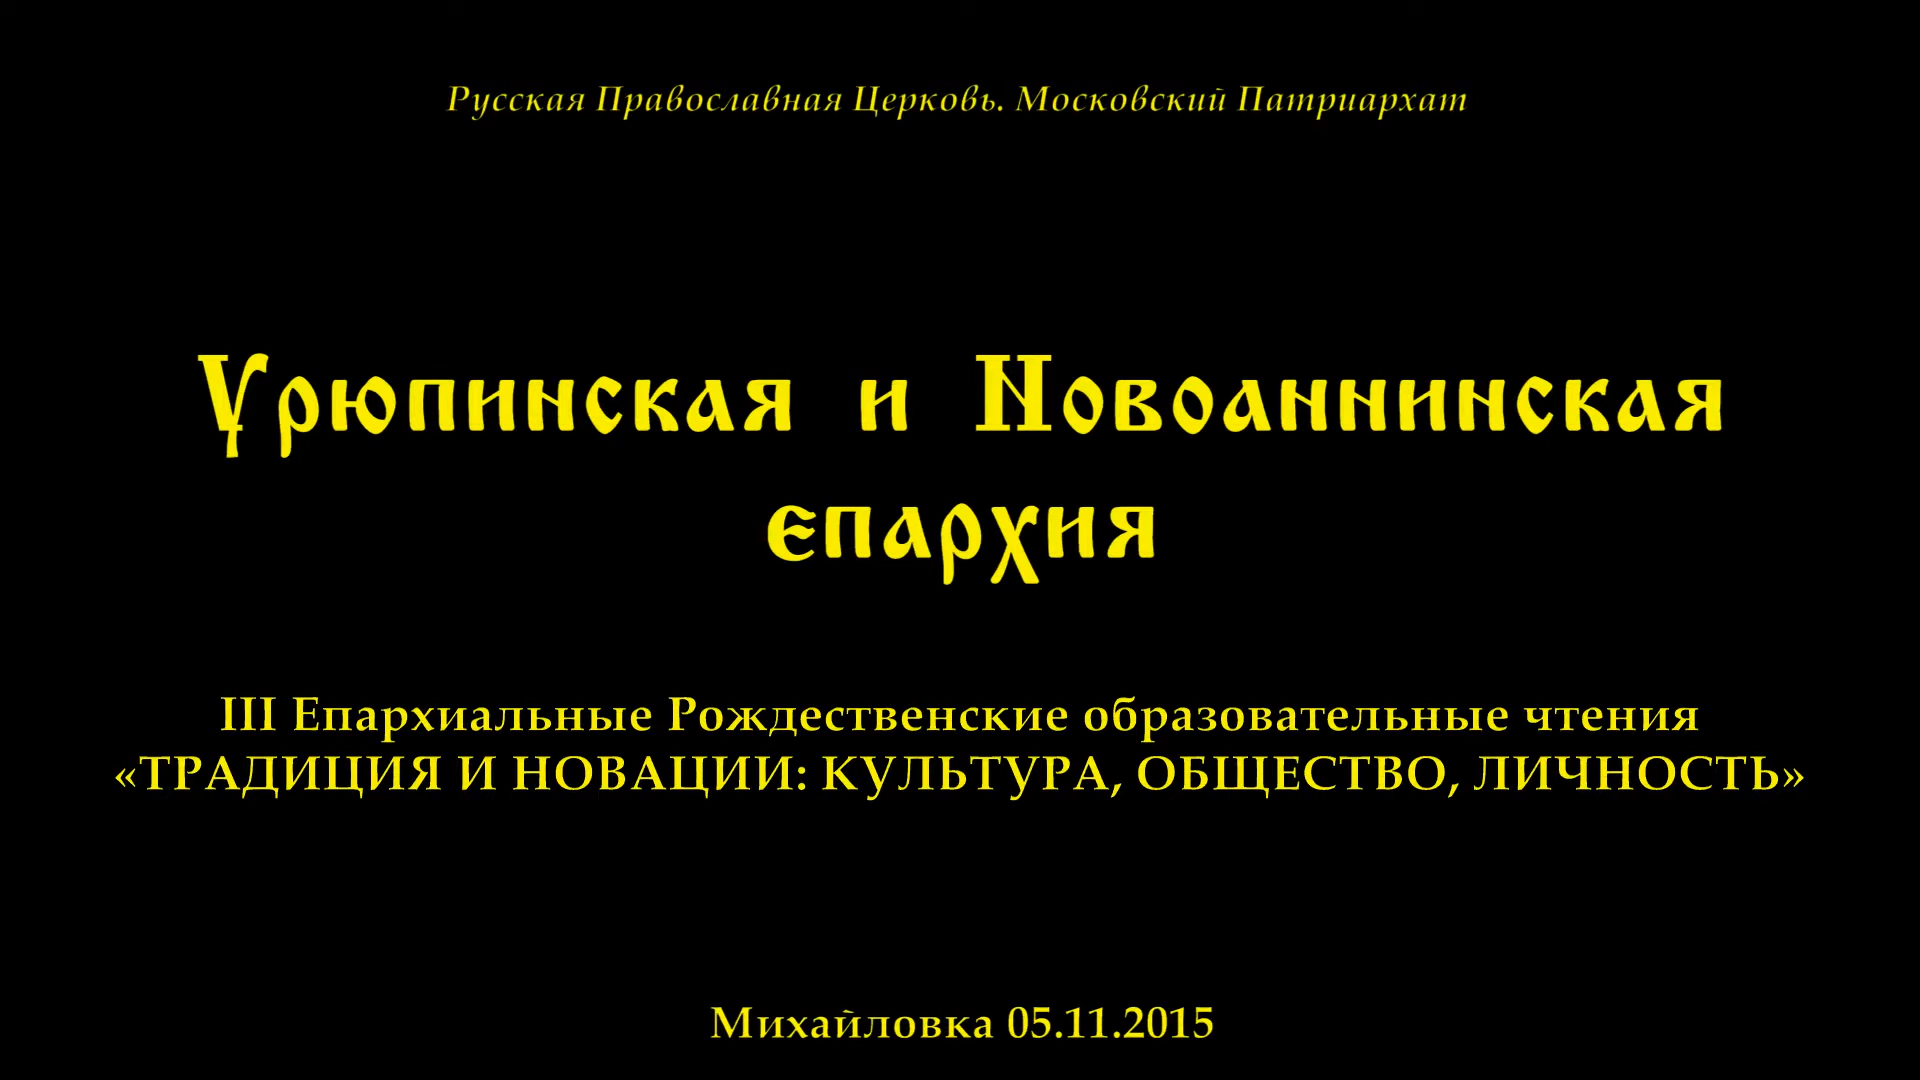 Русская Православная Церковь. Московский Патриархат
Урюпинская и Новоаннинская
епархия
III Епархиальные Рождественские образовательные чтения
«ТРАДИЦИЯ И НОВАЦИИ: КУЛЬТУРА, ОБЩЕСТВО, ЛИЧНОСТЬ»
Михайловка 05.11.2015